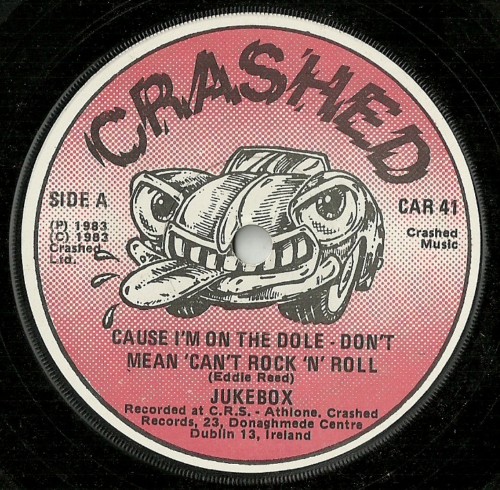 CRASHED
SIDE A
(P) 1983
(C) 1983
Crashed
Ltd.
CAR 41
Crashed
Music
CAUSE I'M ON THE DOLE - DON'T
MEAN 'CAN'T ROCK 'N' ROLL
(Eddie Reed)
JUKEBOX
Recorded at C.R.S. - Athlone. Crashed
Records, 23, Donaghmede Centre
Dublin 13, Ireland